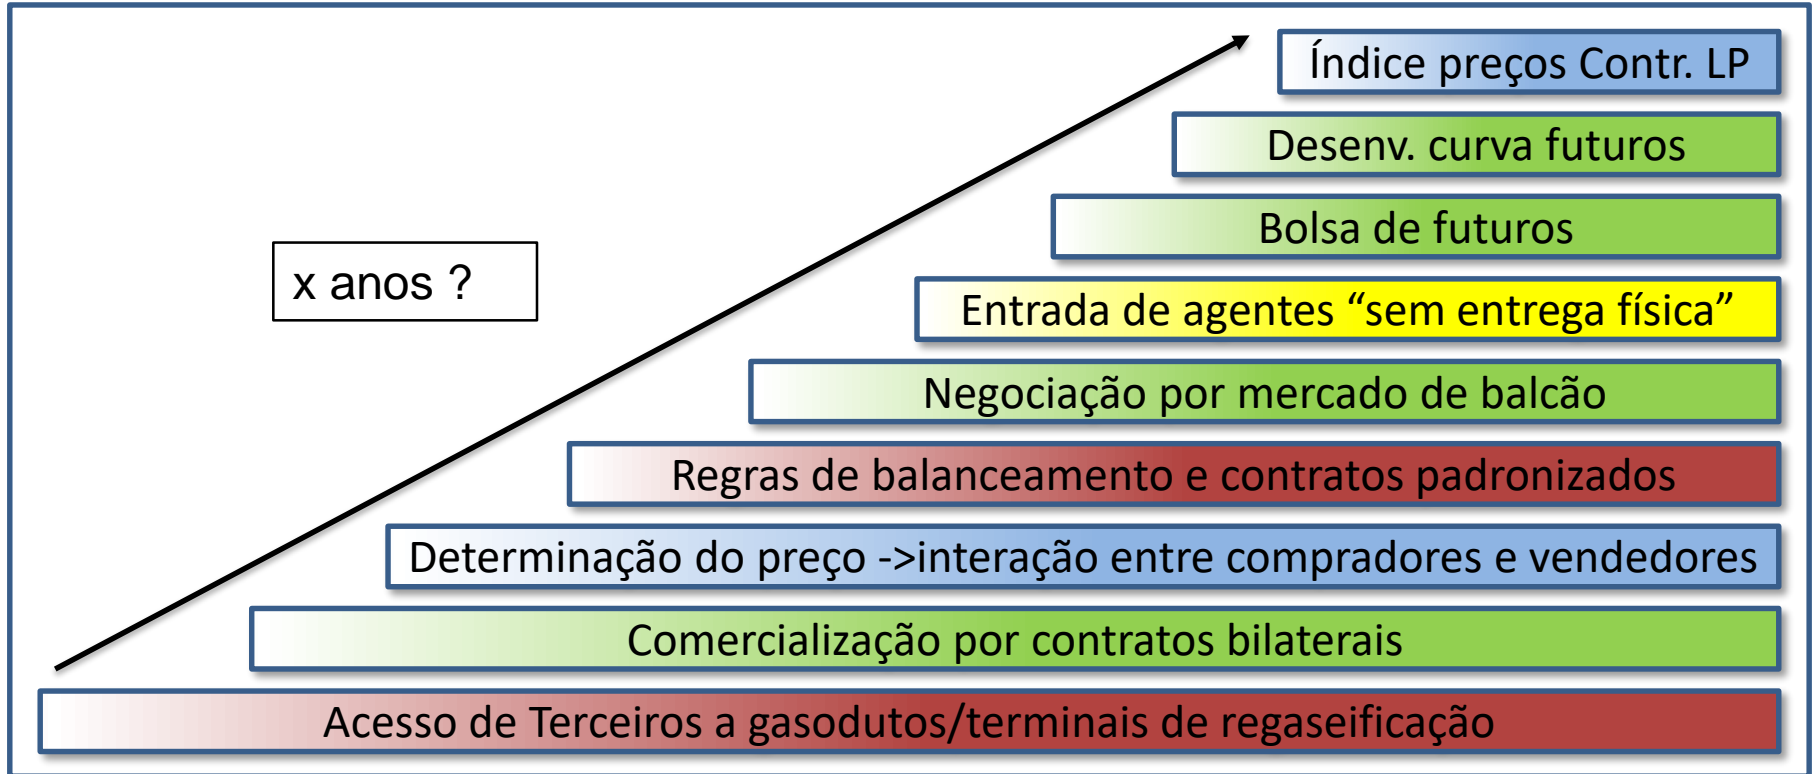 Índice preços Contr. LP
Desenv. curva futuros
Bolsa de futuros
x anos ?
Entrada de agentes “sem entrega física”
Negociação por mercado de balcão
Regras de balanceamento e contratos padronizados
Determinação do preço ->interação entre compradores e vendedores
Comercialização por contratos bilaterais
Acesso de Terceiros a gasodutos/terminais de regaseificação